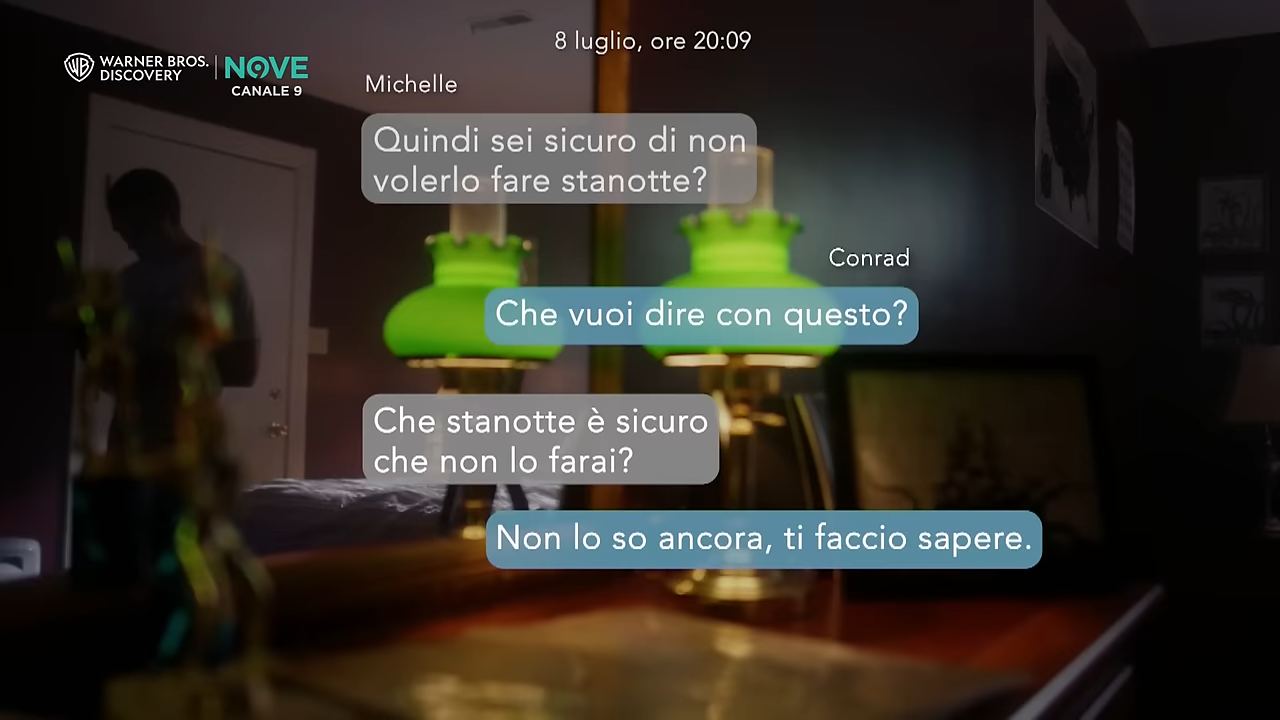 8 luglio, ore 20:09
WARNER BROS.
DISCOVERY
NOVE
CANALE 9
Michelle
Quindi sei sicuro di non
volerlo fare stanotte?
Conrad
Che vuoi dire con questo?
Che stanotte è sicuro
che non lo farai?
Non lo so ancora, ti faccio sapere.